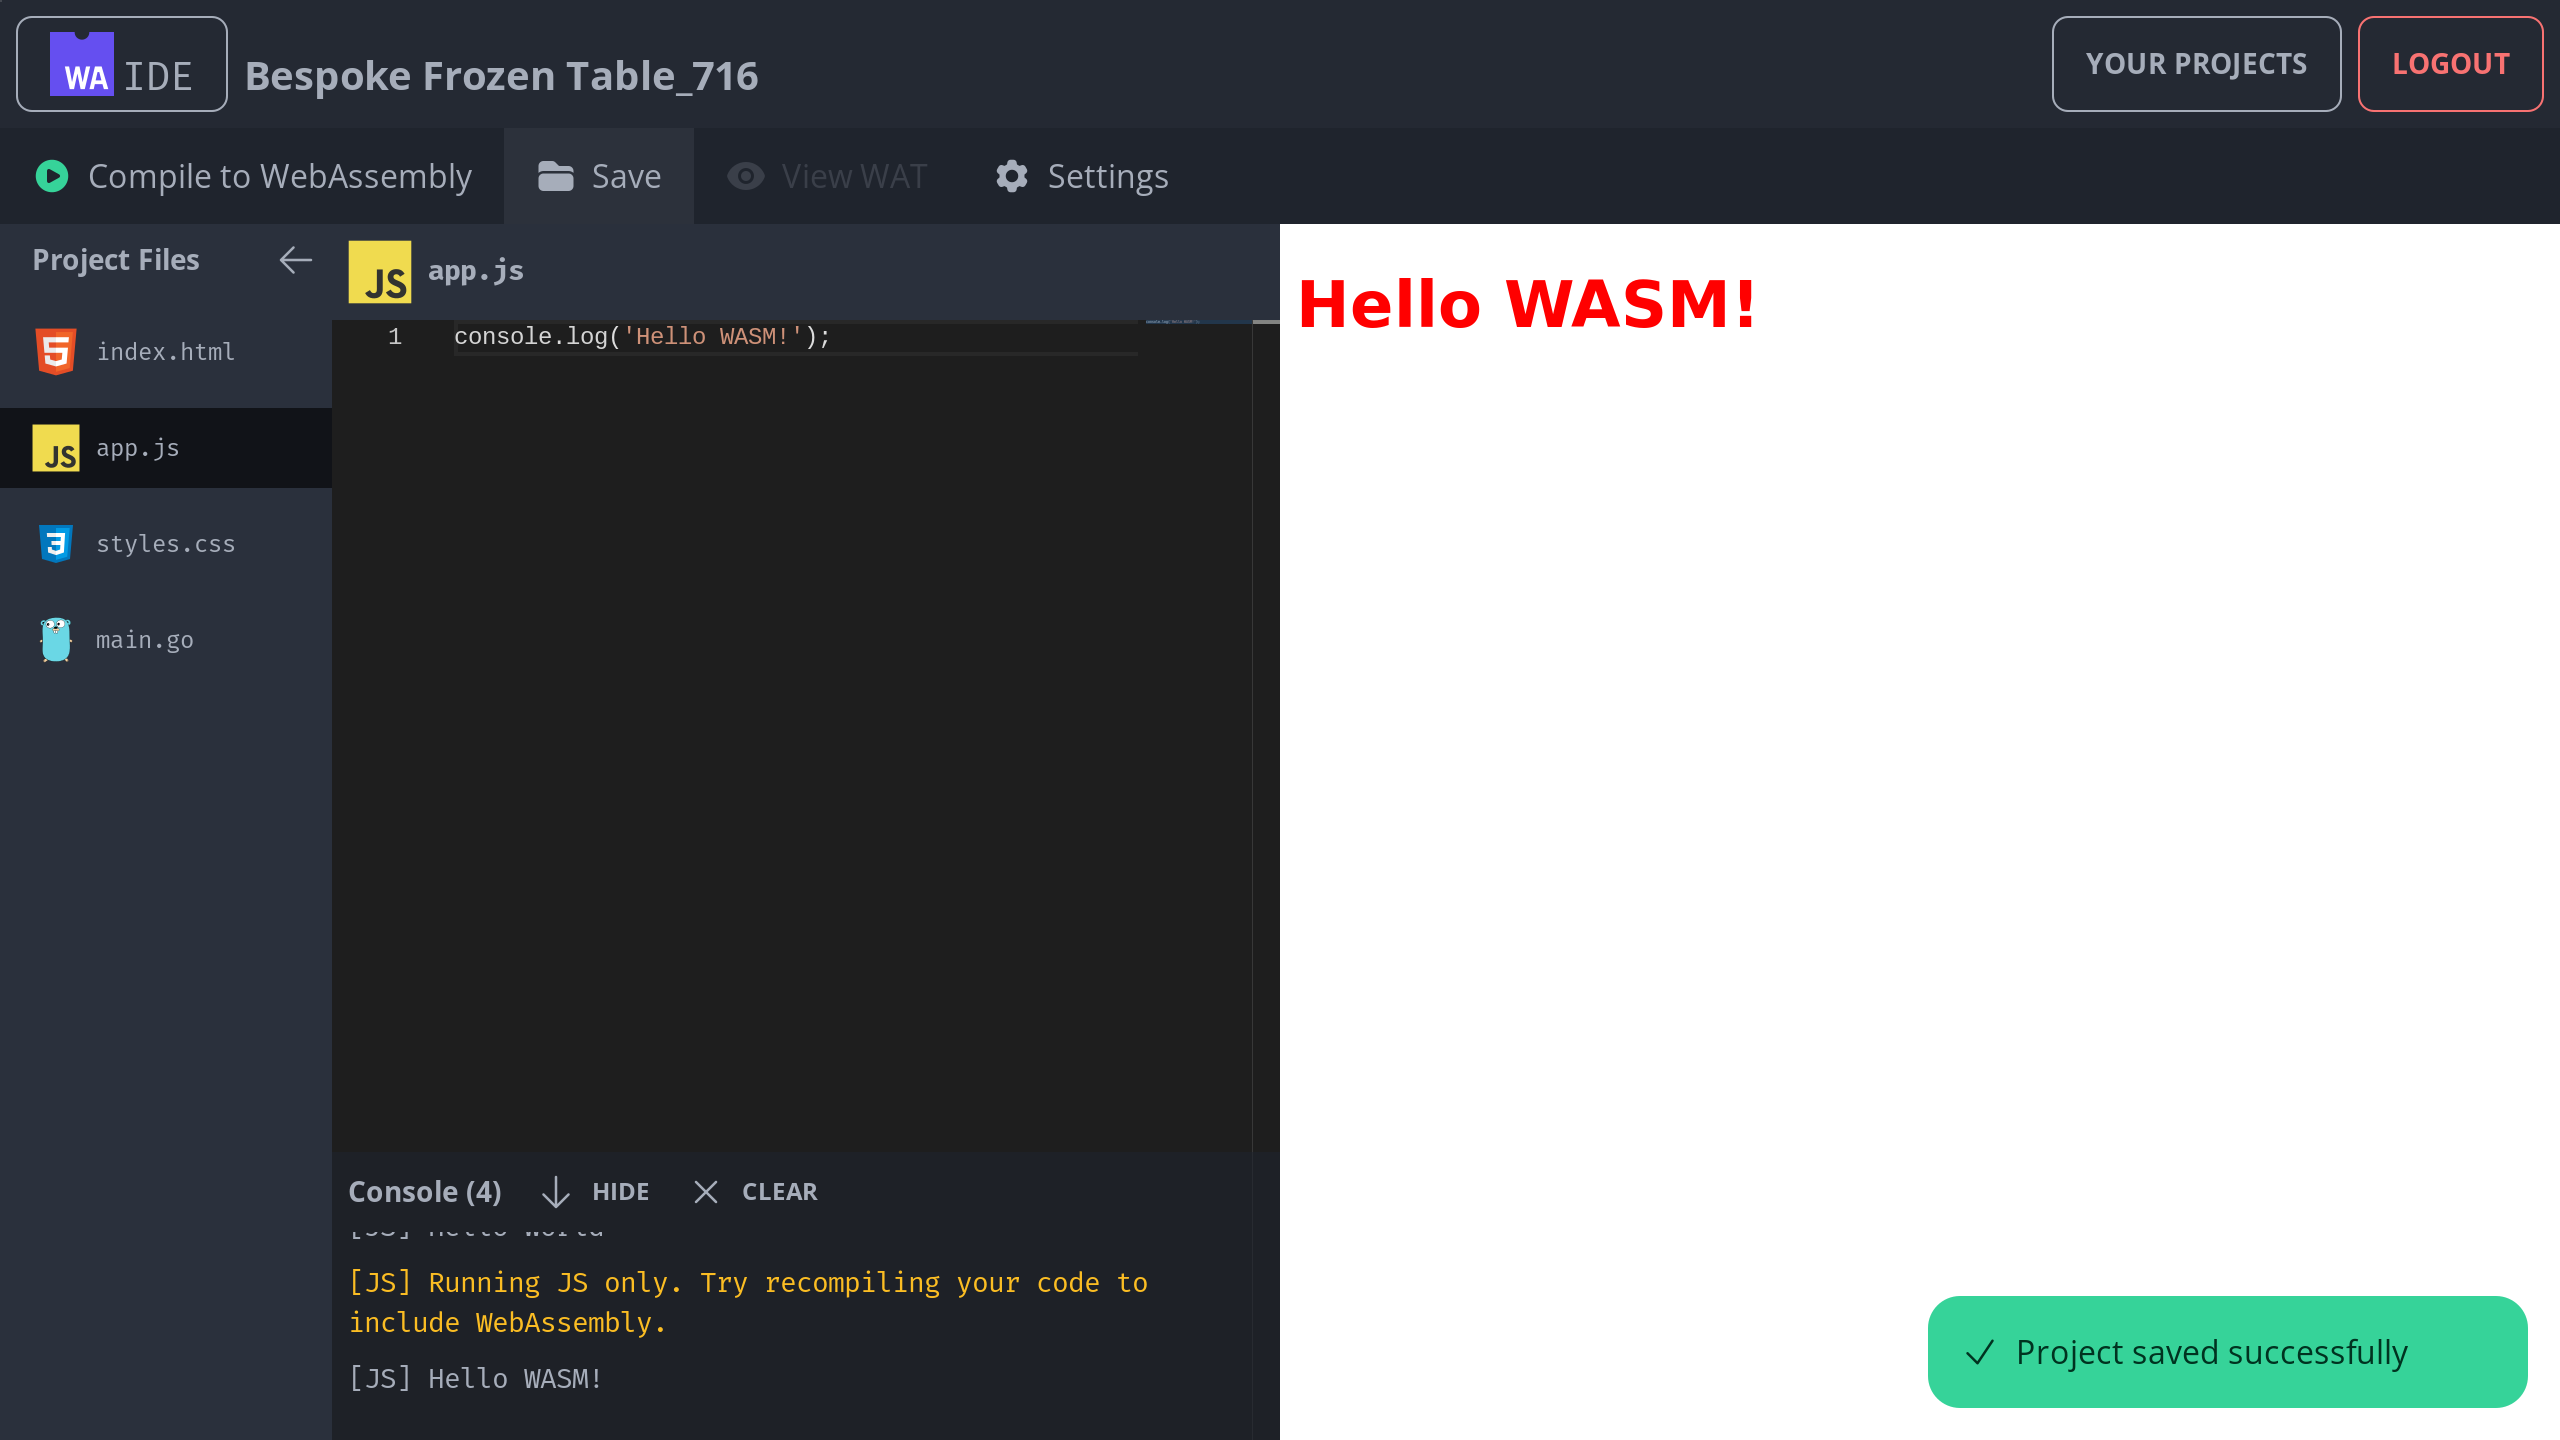 WA IDE
Bespoke Frozen Table_716
YOUR PROJECTS
LOGOUT
Compile to WebAssembly
Save
View WAT
Settings
Project Files
index.html
JS app.js
styles.css
main.go
JS app.js
1 console.log('Hello WASM!');
Hello WASM!
Console (4)
HIDE
CLEAR
[JS] Running JS only. Try recompiling your code to
include WebAssembly.
[JS] Hello WASM!
Project saved successfully